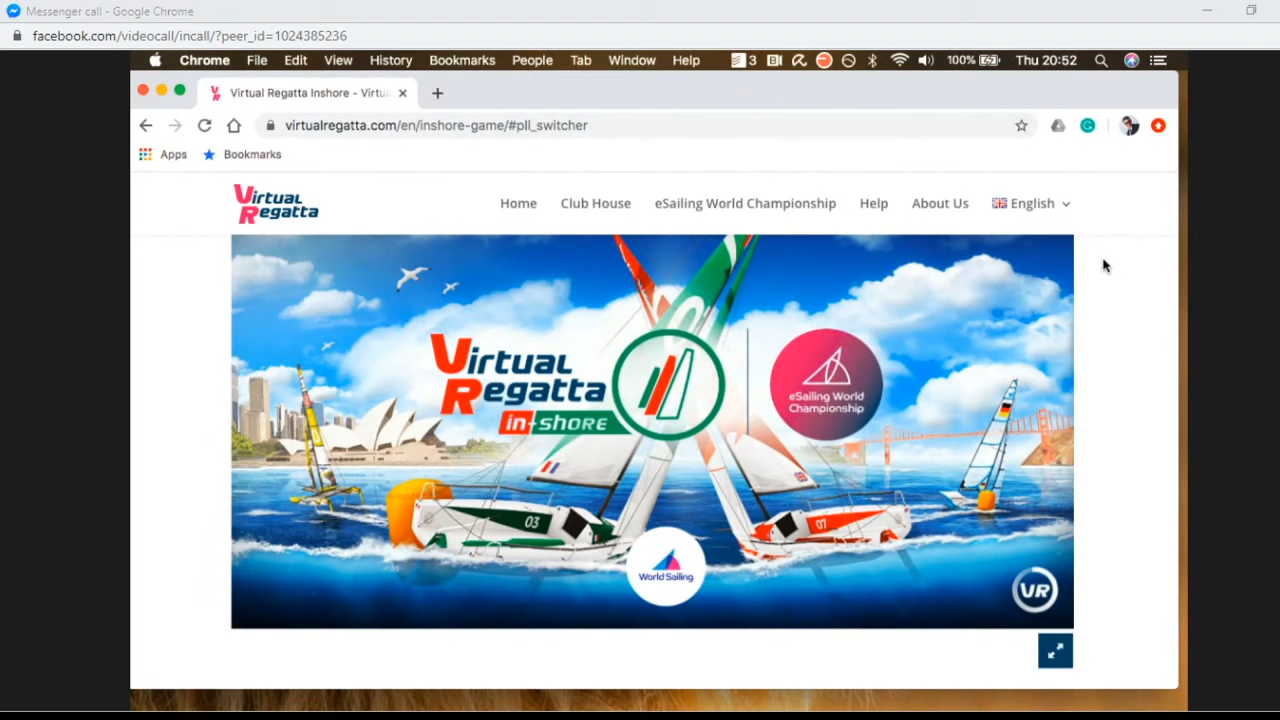 Messenger call - Google Chrome
facebook.com/videocall/incall/?peer_id=1024385236
Chrome File Edit View History Bookmarks People Tab Window Help 3 100% Thu 20:52
Virtual Regatta Inshore - Virtu
virtualregatta.com/en/inshore-game/#pll_switcher
Apps Bookmarks
Virtual
Regatta
Home Club House eSailing World Championship Help About Us English
Virtual
Regatta
in-shore
eSailing World
Championship
03
07
World Sailing
VR